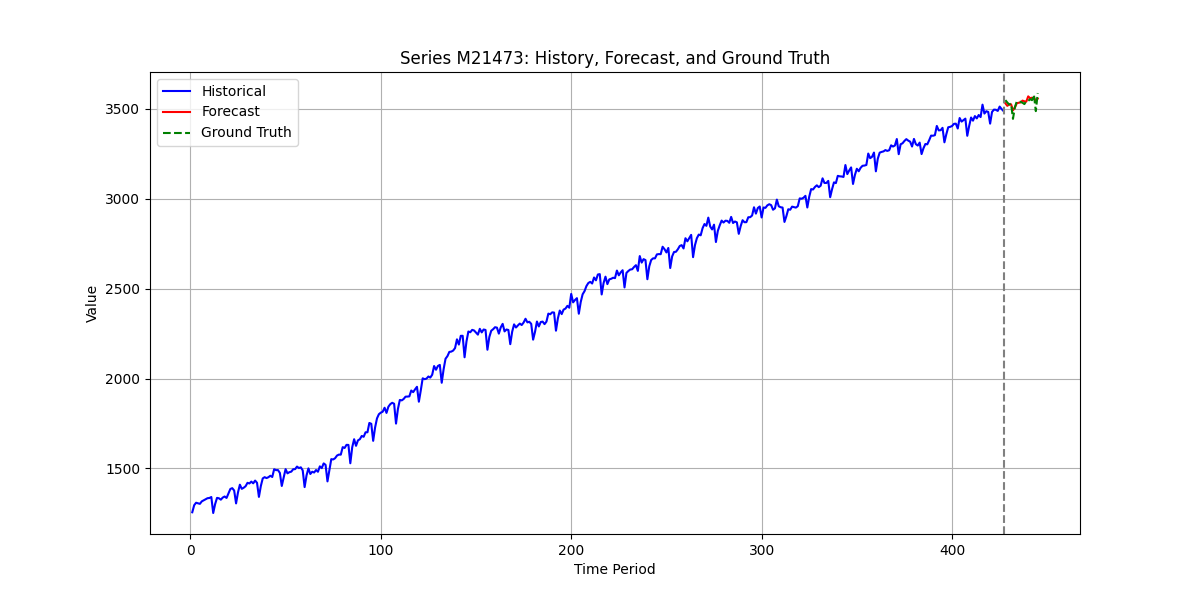 Series M21473: History, Forecast, and Ground Truth
Historical
Forecast
Ground Truth
3500
3000
2500
2000
1500
Value
0 100 200 300 400
Time Period